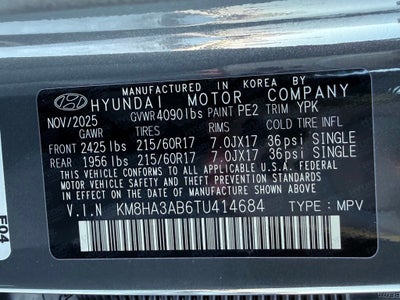 MANUFACTURED IN KOREA BY
HYUNDAI MOTOR COMPANY
NOV/2025 GVWR 4090lbs PAINT PE2 TRIM YPK
GAWR TIRES RIMS COLD TIRE INFL
FRONT 2425 lbs 215/60R17 7.0JX17 36psi SINGLE
REAR 1956 lbs 215/60R17 7.0JX17 36psi SINGLE
THIS VEHICLE CONFORMS TO ALL APPLICABLE U.S.A. FEDERAL
MOTOR VEHICLE SAFETY AND THEFT PREVENTION STANDARDS
IN EFFECT ON THE DATE OF MANUFACTURE SHOWN ABOVE.
V.I.N KM8HA3AB6TU414684 TYPE: MPV
E04